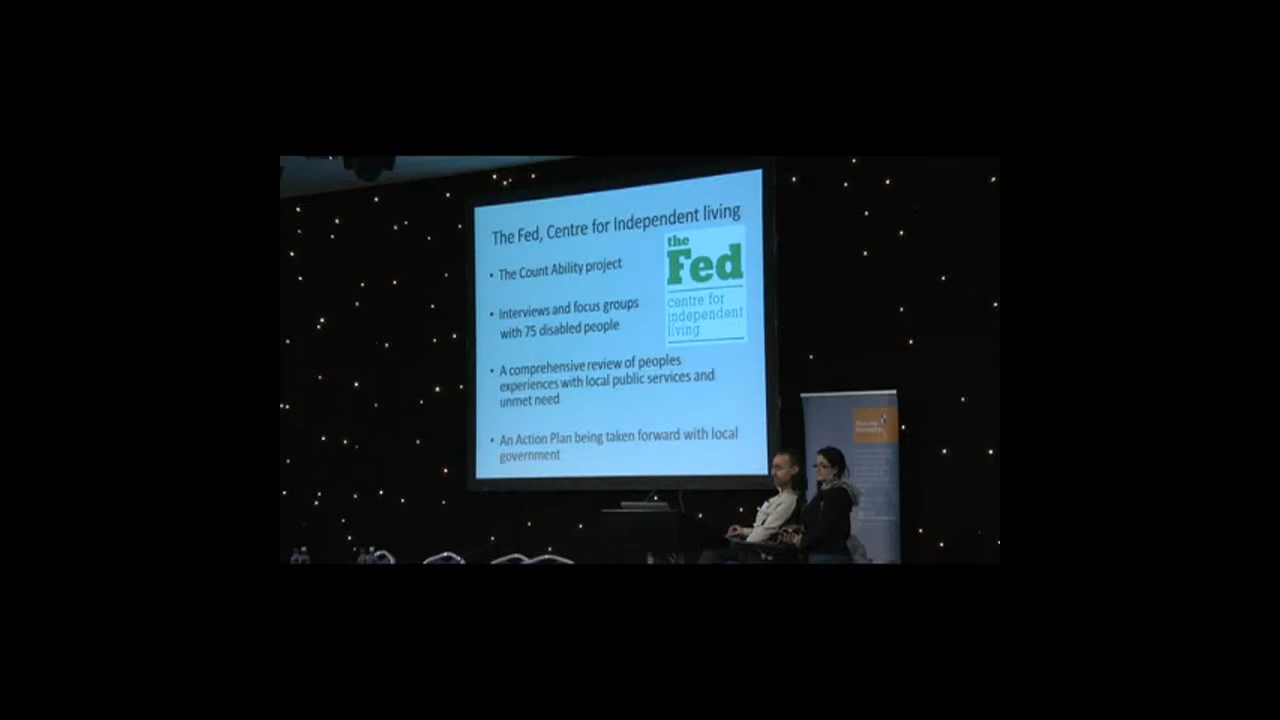 The Fed, Centre for Independent living
the
Fed
centre for
independent
living
• The Count Ability project
• Interviews and focus groups
with 75 disabled people
• A comprehensive review of peoples
experiences with local public services and
unmet need
• An Action Plan being taken forward with local
government